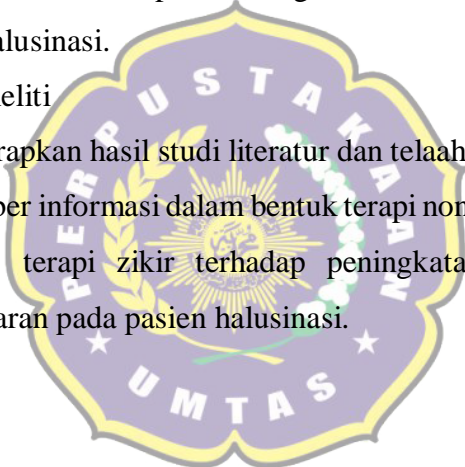 alusinasi.
eliti
rapkan hasil studi literatur dan telaah
ber informasi dalam bentuk terapi non
terapi zikir terhadap peningkata
aran pada pasien halusinasi.
PERPUSTAKAAN
UMTAS